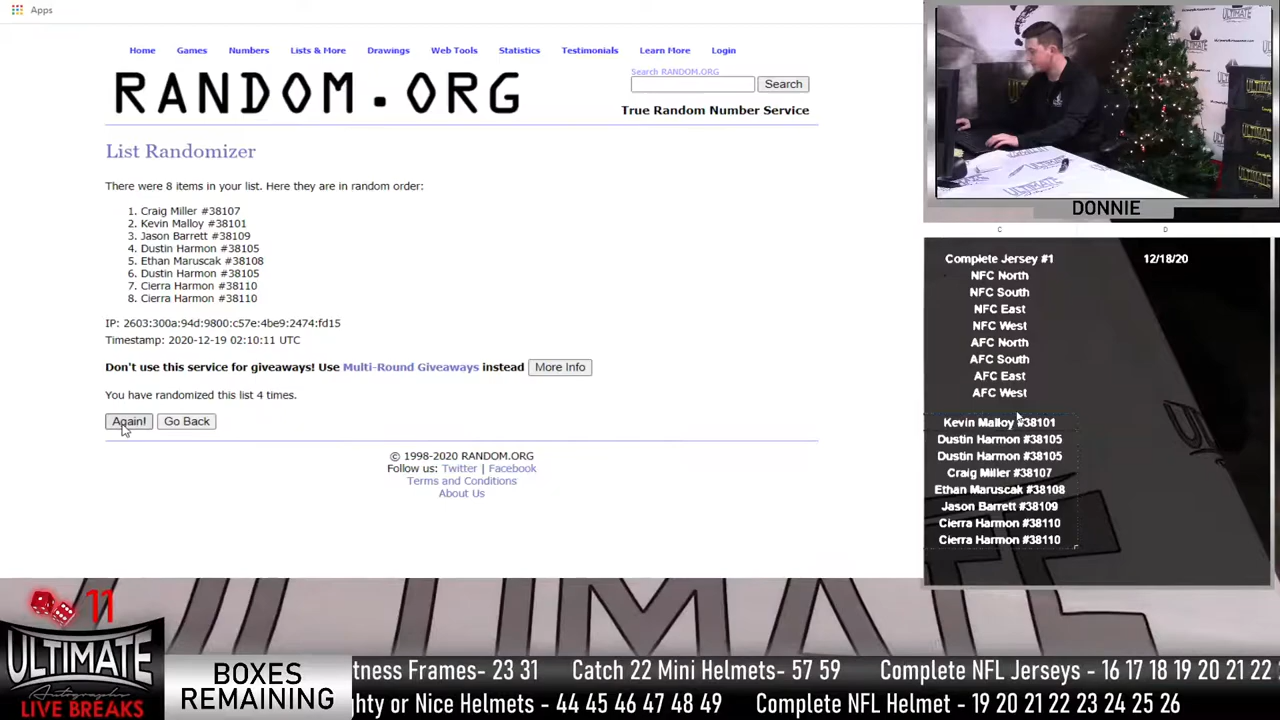 Apps
Home Games Numbers Lists & More Drawings Web Tools Statistics Testimonials Learn More Login
RANDOM.ORG
Search RANDOM.ORG
Search
True Random Number Service
List Randomizer
There were 8 items in your list. Here they are in random order:
1. Craig Miller #38107
2. Kevin Malloy #38101
3. Jason Barrett #38109
4. Dustin Harmon #38105
5. Ethan Maruscak #38108
6. Dustin Harmon #38105
7. Cierra Harmon #38110
8. Cierra Harmon #38110
IP: 2603:300a:94d:9800:c57e:4be9:2474:fd15
Timestamp: 2020-12-19 02:10:11 UTC
Don't use this service for giveaways! Use Multi-Round Giveaways instead More Info
You have randomized this list 4 times.
Again! Go Back
© 1998-2020 RANDOM.ORG
Follow us: Twitter | Facebook
Terms and Conditions
About Us
ULTIMATE
ULTIMATE
ULTIMATE
DONNIE
C D
Complete Jersey #1 12/18/20
NFC North
NFC South
NFC East
NFC West
AFC North
AFC South
AFC East
AFC West
Kevin Malloy #38101
Dustin Harmon #38105
Dustin Harmon #38105
Craig Miller #38107
Ethan Maruscak #38108
Jason Barrett #38109
Cierra Harmon #38110
Cierra Harmon #38110
11
ULTIMATE
Autographs
LIVE BREAKS
BOXES
REMAINING
tness Frames- 23 31 Catch 22 Mini Helmets- 57 59 Complete NFL Jerseys - 16 17 18 19 20 21 22
ghty or Nice Helmets - 44 45 46 47 48 49 Complete NFL Helmet - 19 20 21 22 23 24 25 26